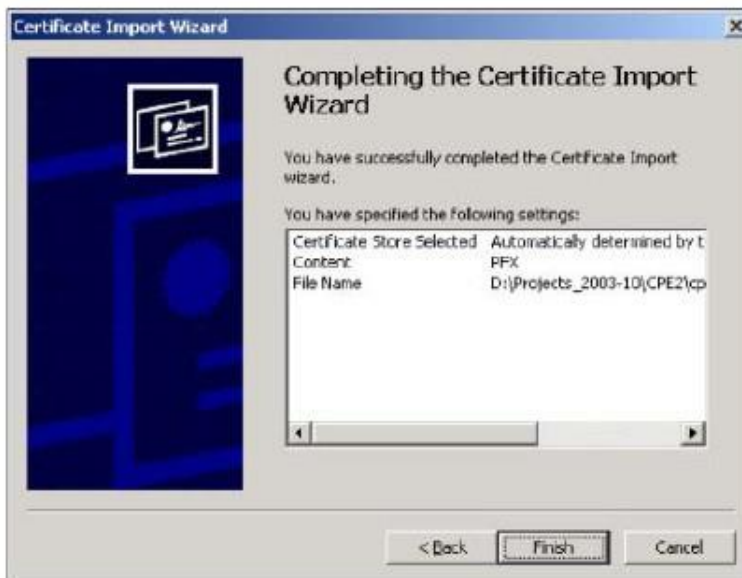 Certificate Import Wizard
Completing the Certificate Import
Wizard
You have successfully completed the Certificate Import
wizard.
You have specified the following settings:
Certificate Store Selected Automatically determined by t
Content PFX
File Name D:\Projects_2003-10\CPE2\cp
< Back Finish Cancel